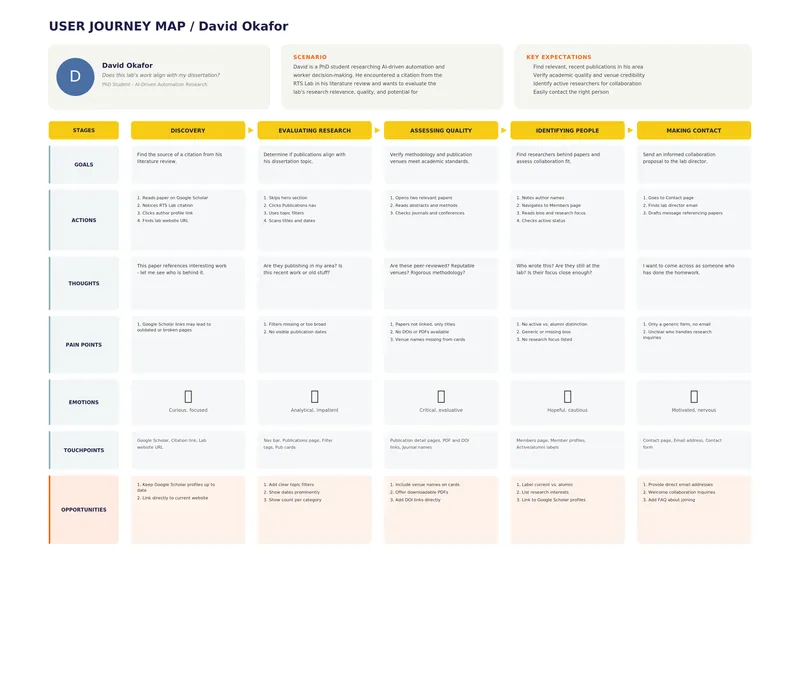 USER JOURNEY MAP / David Okafor
D
David Okafor
Does this lab's work align with my dissertation?
PhD Student · AI-Driven Automation Research
SCENARIO
David is a PhD student researching AI-driven automation and
worker decision-making. He encountered a citation from the
RTS Lab in his literature review and wants to evaluate the
lab's research relevance, quality, and potential for
KEY EXPECTATIONS
Find relevant, recent publications in his area
Verify academic quality and venue credibility
Identify active researchers for collaboration
Easily contact the right person
STAGES
DISCOVERY
EVALUATING RESEARCH
ASSESSING QUALITY
IDENTIFYING PEOPLE
MAKING CONTACT
GOALS
Find the source of a citation from his
literature review.
Determine if publications align with
his dissertation topic.
Verify methodology and publication
venues meet academic standards.
Find researchers behind papers and
assess collaboration fit.
Send an informed collaboration
proposal to the lab director.
ACTIONS
1. Reads paper on Google Scholar
2. Notices RTS Lab citation
3. Clicks author profile link
4. Finds lab website URL
1. Skips hero section
2. Clicks Publications nav
3. Uses topic filters
4. Scans titles and dates
1. Opens two relevant papers
2. Reads abstracts and methods
3. Checks journals and conferences
1. Notes author names
2. Navigates to Members page
3. Reads bios and research focus
4. Checks active status
1. Goes to Contact page
2. Finds lab director email
3. Drafts message referencing papers
THOUGHTS
This paper references interesting work
- let me see who is behind it.
Are they publishing in my area? Is
this recent work or old stuff?
Are these peer-reviewed? Reputable
venues? Rigorous methodology?
Who wrote this? Are they still at the
lab? Is their focus close enough?
I want to come across as someone who
has done the homework.
PAIN POINTS
1. Google Scholar links may lead to
outdated or broken pages
1. Filters missing or too broad
2. No visible publication dates
1. Papers not linked, only titles
2. No DOIs or PDFs available
3. Venue names missing from cards
1. No active vs. alumni distinction
2. Generic or missing bios
3. No research focus listed
1. Only a generic form, no email
2. Unclear who handles research
inquiries
EMOTIONS
Curious, focused
Analytical, impatient
Critical, evaluative
Hopeful, cautious
Motivated, nervous
TOUCHPOINTS
Google Scholar, Citation link, Lab
website URL
Nav bar, Publications page, Filter
tags, Pub cards
Publication detail pages, PDF and DOI
links, Journal names
Members page, Member profiles,
Active/alumni labels
Contact page, Email address, Contact
form
OPPORTUNITIES
1. Keep Google Scholar profiles up to
date
2. Link directly to current website
1. Add clear topic filters
2. Show dates prominently
3. Show count per category
1. Include venue names on cards
2. Offer downloadable PDFs
3. Add DOI links directly
1. Label current vs. alumni
2. List research interests
3. Link to Google Scholar profiles
1. Provide direct email addresses
2. Welcome collaboration inquiries
3. Add FAQ about joining